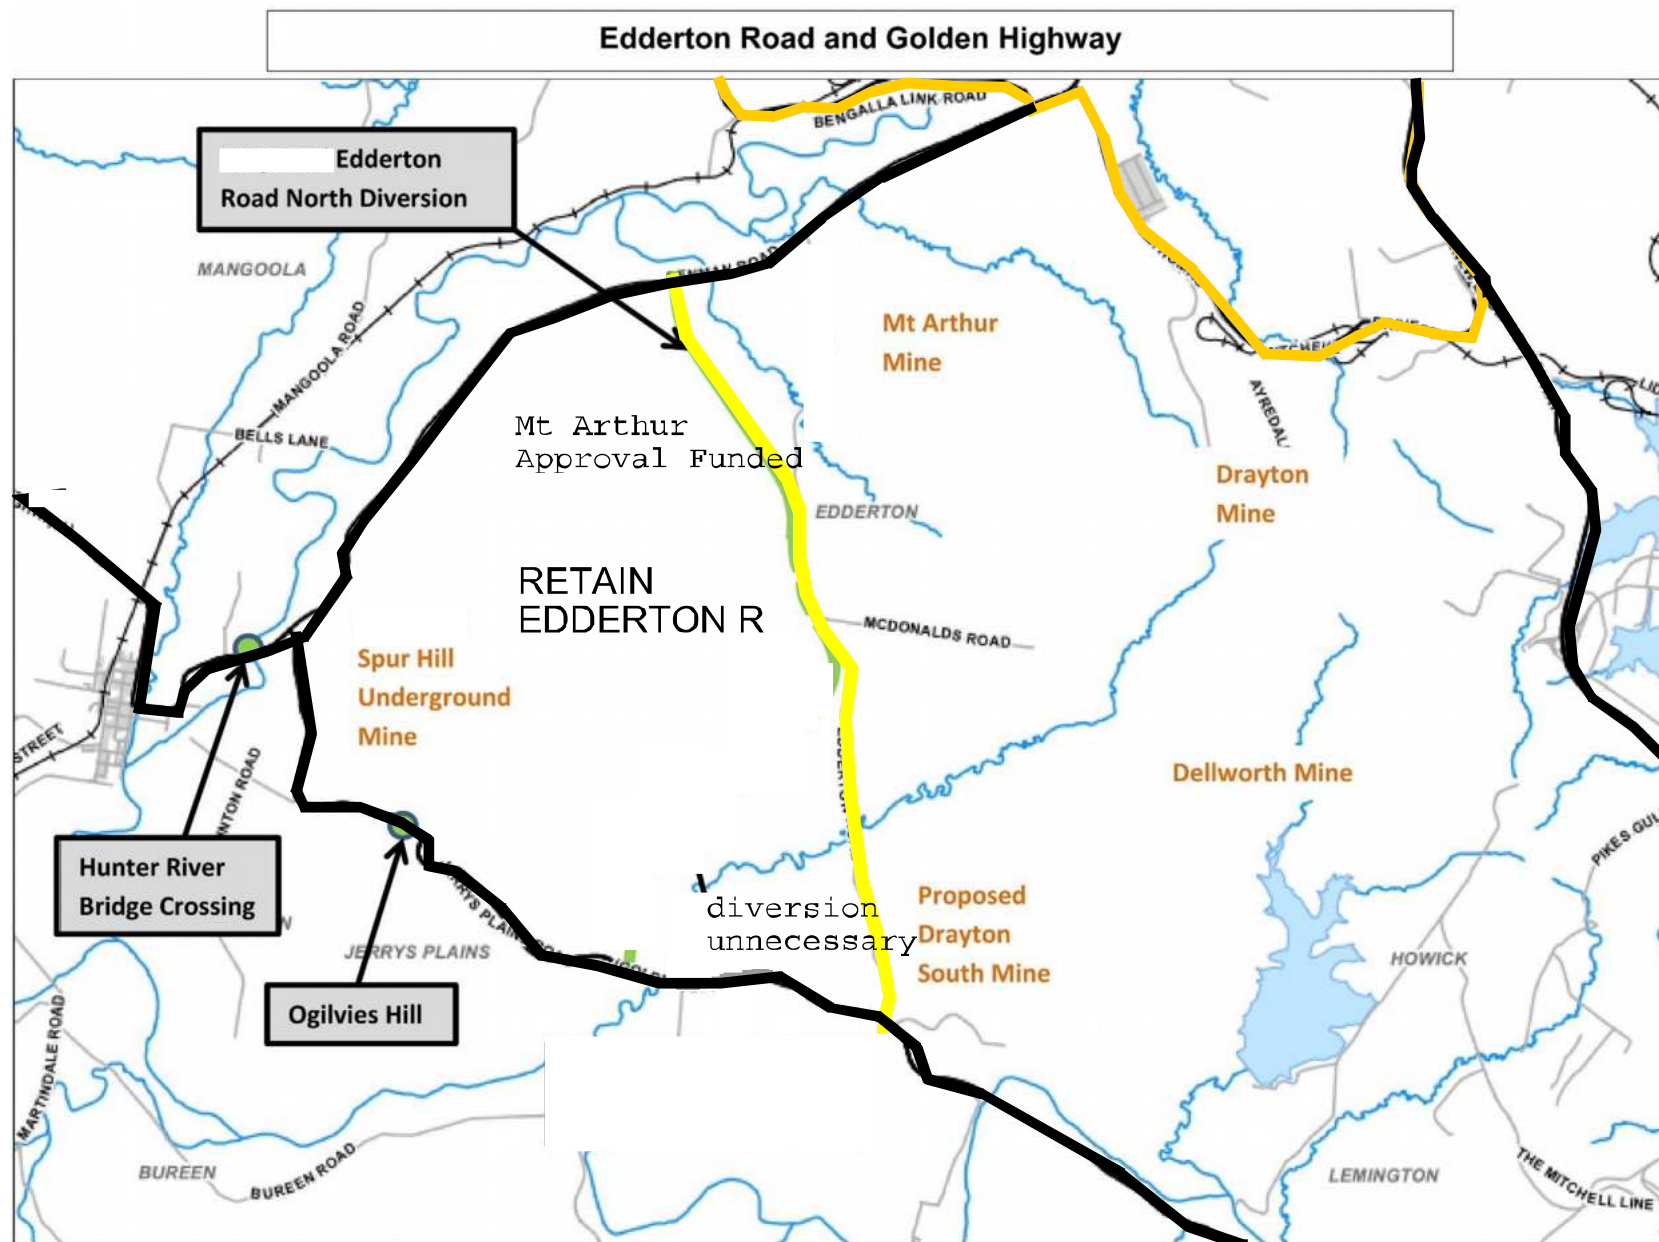 Edderton Road and Golden Highway
BENGALLA LINK ROAD
Edderton
Road North Diversion
MANGOOLA
ROAD
MANGOOLA ROAD
Mt Arthur
Mine
BELLS LANE
Mt Arthur
Approval Funded
Drayton
Mine
EDDERTON
RETAIN
EDDERTON R
MCDONALDS ROAD
Spur Hill
Underground
Mine
STREET
Dellworth Mine
Hunter River
Bridge Crossing
diversion
unnecessary
Proposed
Drayton
South Mine
JERRYS PLAINS
HOWICK
Ogilvies Hill
MARTINDALE ROAD
BUREEN
BUREEN ROAD
LEMINGTON
THE MITCHELL LINE